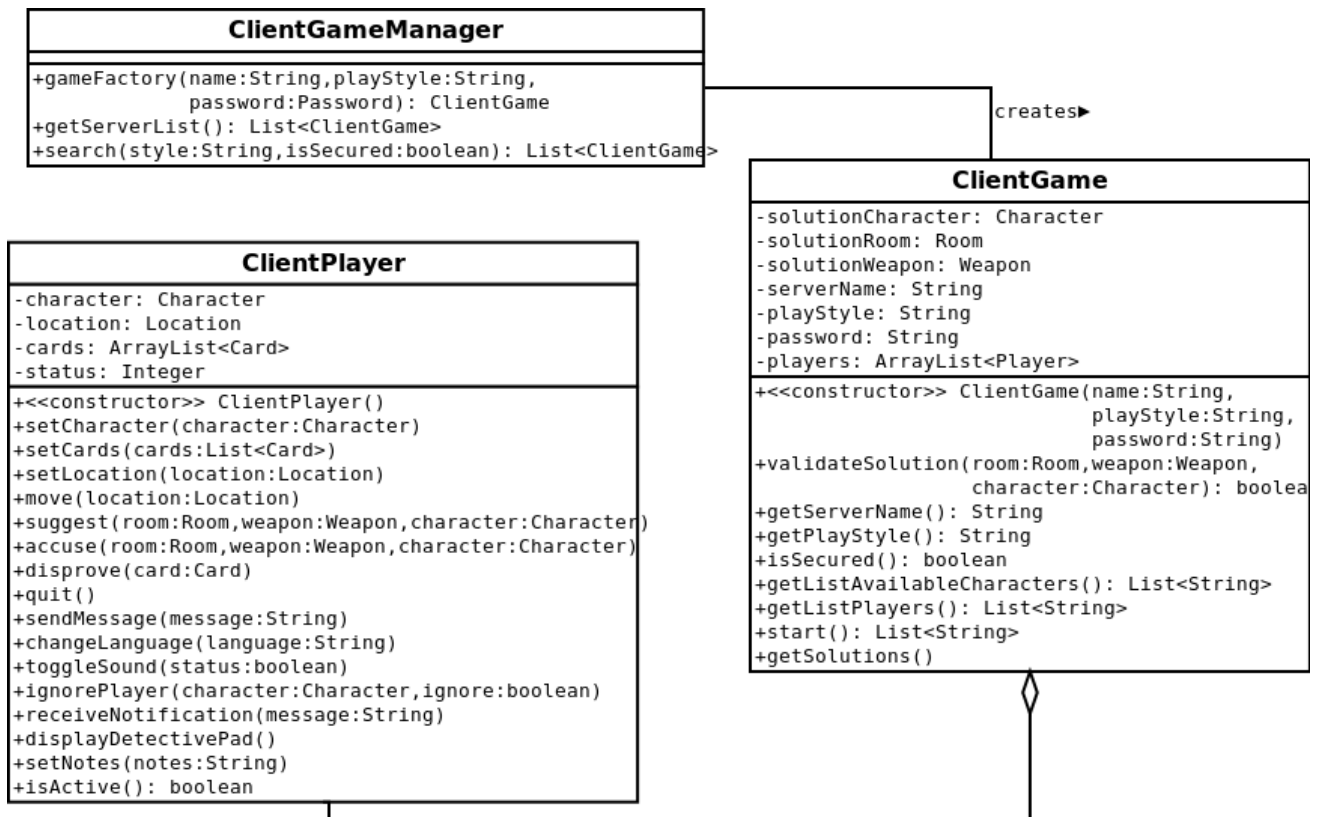 ClientGameManager
+gameFactory(name:String,playStyle:String,
password:Password): ClientGame
+getServerList(): List<ClientGame>
+search(style:String,isSecured:boolean): List<ClientGame>
creates►
ClientGame
-solutionCharacter: Character
-solutionRoom: Room
-solutionWeapon: Weapon
-serverName: String
-playStyle: String
-password: String
-players: ArrayList<Player>
+<<constructor>> ClientGame(name:String,
playStyle:String,
password:String)
+validateSolution(room:Room,weapon:Weapon,
character:Character): boolea
+getServerName(): String
+getPlayStyle(): String
+isSecured(): boolean
+getListAvailableCharacters(): List<String>
+getListPlayers(): List<String>
+start(): List<String>
+getSolutions()
ClientPlayer
-character: Character
-location: Location
-cards: ArrayList<Card>
-status: Integer
+<<constructor>> ClientPlayer()
+setCharacter(character:Character)
+setCards(cards:List<Card>)
+setLocation(location:Location)
+move(location:Location)
+suggest(room:Room,weapon:Weapon,character:Character)
+accuse(room:Room,weapon:Weapon,character:Character)
+disprove(card:Card)
+quit()
+sendMessage(message:String)
+changeLanguage(language:String)
+toggleSound(status:boolean)
+ignorePlayer(character:Character,ignore:boolean)
+receiveNotification(message:String)
+displayDetectivePad()
+setNotes(notes:String)
+isActive(): boolean